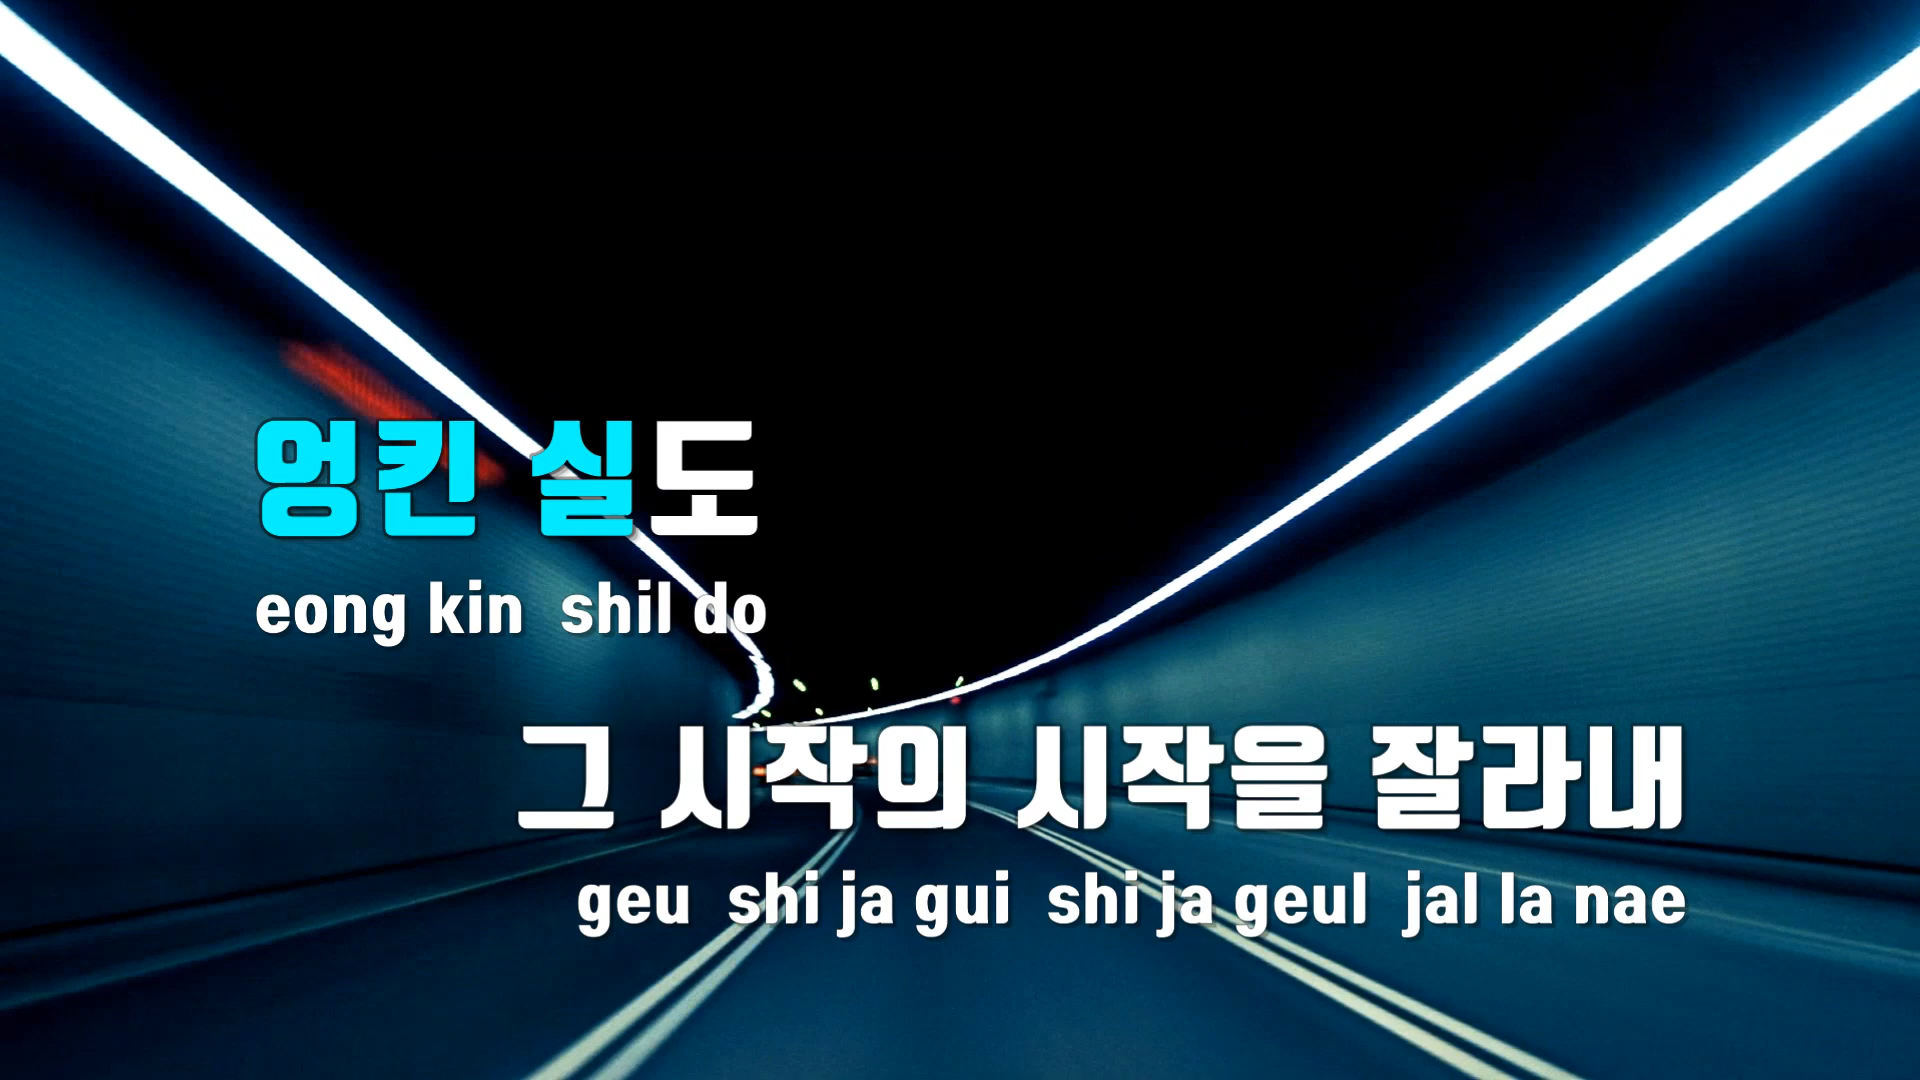 엉킨 실도
eong kin shil do
그 시작의 시작을 잘라내
geu shi ja gui shi ja geul jal la nae